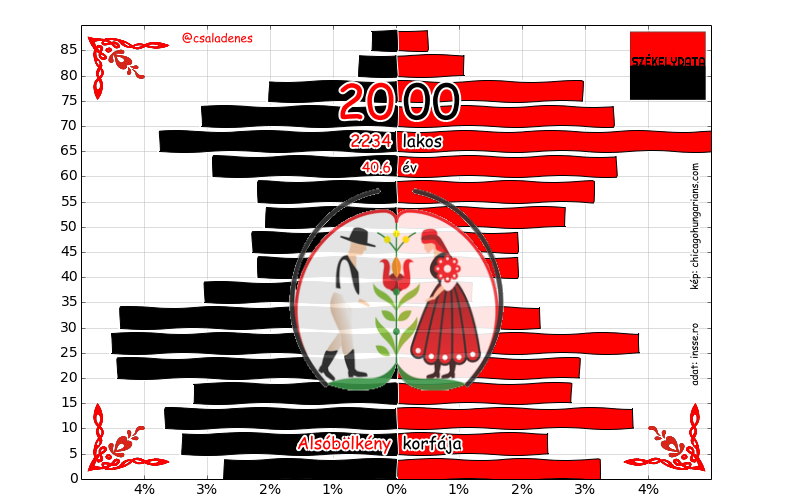 @csaladenes
SZÉKELYDATA
2000
2234 lakos
40.6 év
kép: chicagohungarians.com
adat: insse.ro
Alsóbölkény korfája
85
80
75
70
65
60
55
50
45
40
35
30
25
20
15
10
5
0
4% 3% 2% 1% 0% 1% 2% 3% 4%